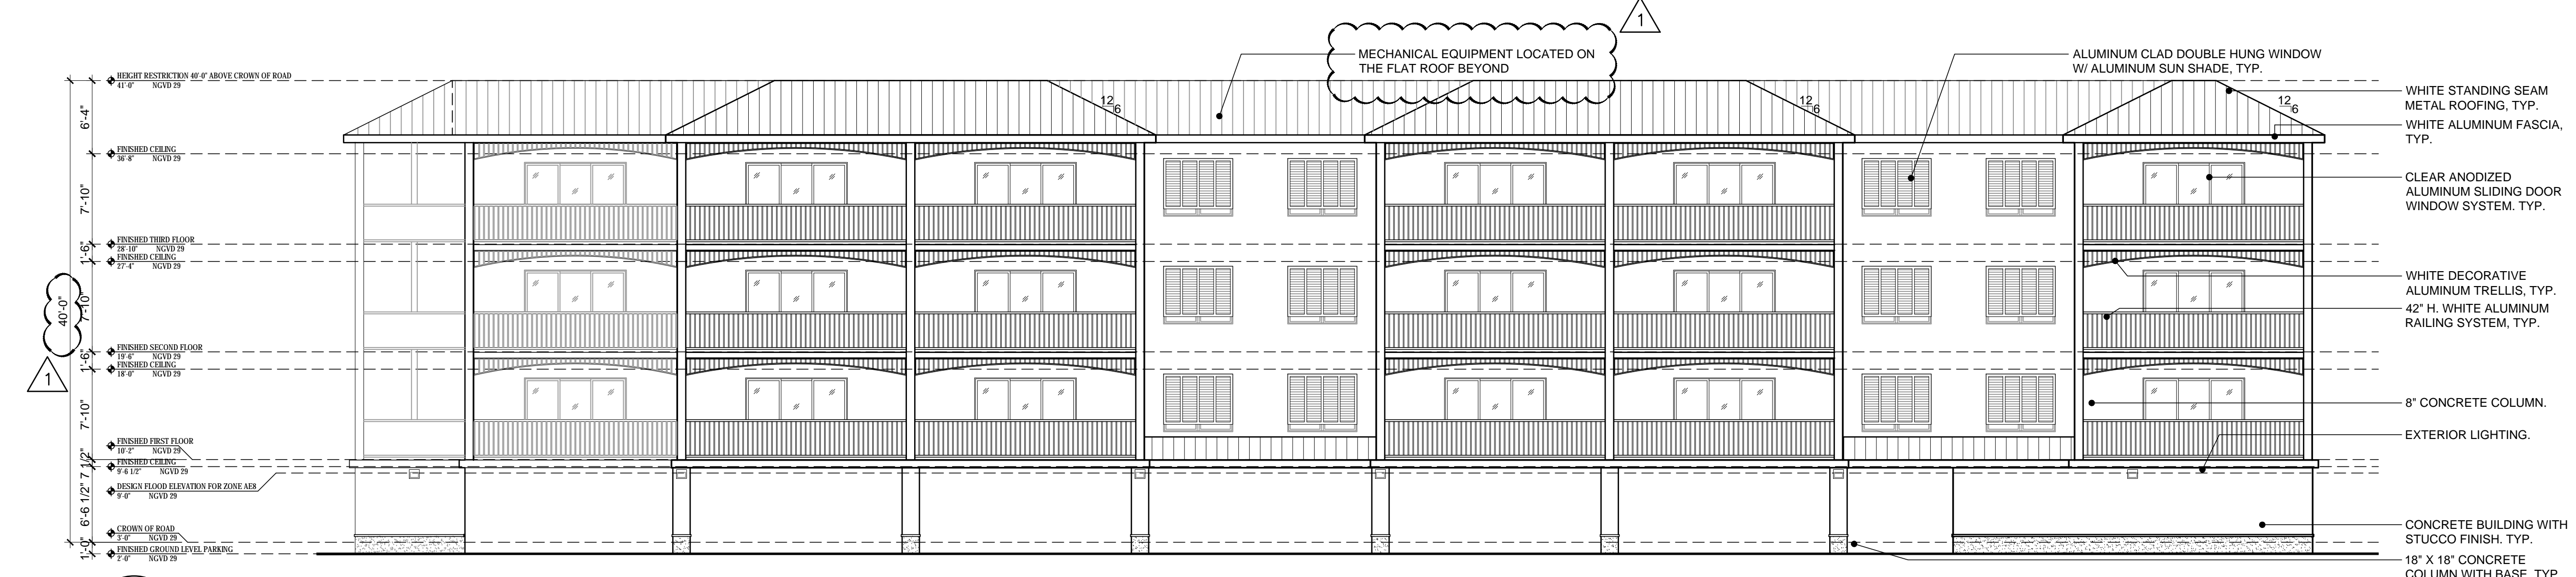 1
MECHANICAL EQUIPMENT LOCATED ON
THE FLAT ROOF BEYOND
ALUMINUM CLAD DOUBLE HUNG WINDOW
W/ ALUMINUM SUN SHADE, TYP.
WHITE STANDING SEAM
METAL ROOFING, TYP.
WHITE ALUMINUM FASCIA,
TYP.
CLEAR ANODIZED
ALUMINUM SLIDING DOOR
WINDOW SYSTEM. TYP.
WHITE DECORATIVE
ALUMINUM TRELLIS, TYP.
42" H. WHITE ALUMINUM
RAILING SYSTEM, TYP.
8" CONCRETE COLUMN.
EXTERIOR LIGHTING.
CONCRETE BUILDING WITH
STUCCO FINISH. TYP.
18" X 18" CONCRETE
COLUMN WITH BASE, TYP.
12
6
12
6
12
6
HEIGHT RESTRICTION 40'-0" ABOVE CROWN OF ROAD
41'-0" NGVD 29
FINISHED CEILING
36'-8" NGVD 29
FINISHED THIRD FLOOR
28'-10" NGVD 29
FINISHED CEILING
27'-4" NGVD 29
FINISHED SECOND FLOOR
19'-6" NGVD 29
FINISHED CEILING
18'-0" NGVD 29
FINISHED FIRST FLOOR
10'-2" NGVD 29
FINISHED CEILING
9'-6 1/2" NGVD 29
DESIGN FLOOD ELEVATION FOR ZONE AE8
9'-0" NGVD 29
CROWN OF ROAD
3'-0" NGVD 29
FINISHED GROUND LEVEL PARKING
2'-0" NGVD 29
6'-4"
7'-10"
1'-6"
7'-10"
1'-6"
7'-10"
7 1/2"
6'-6 1/2"
1'-0"
40'-0"
1